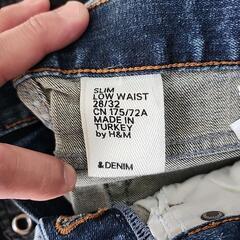 SLIM
LOW WAIST
28/32
CN 175/72A
MADE IN
TURKEY
by H&M
& DENIM